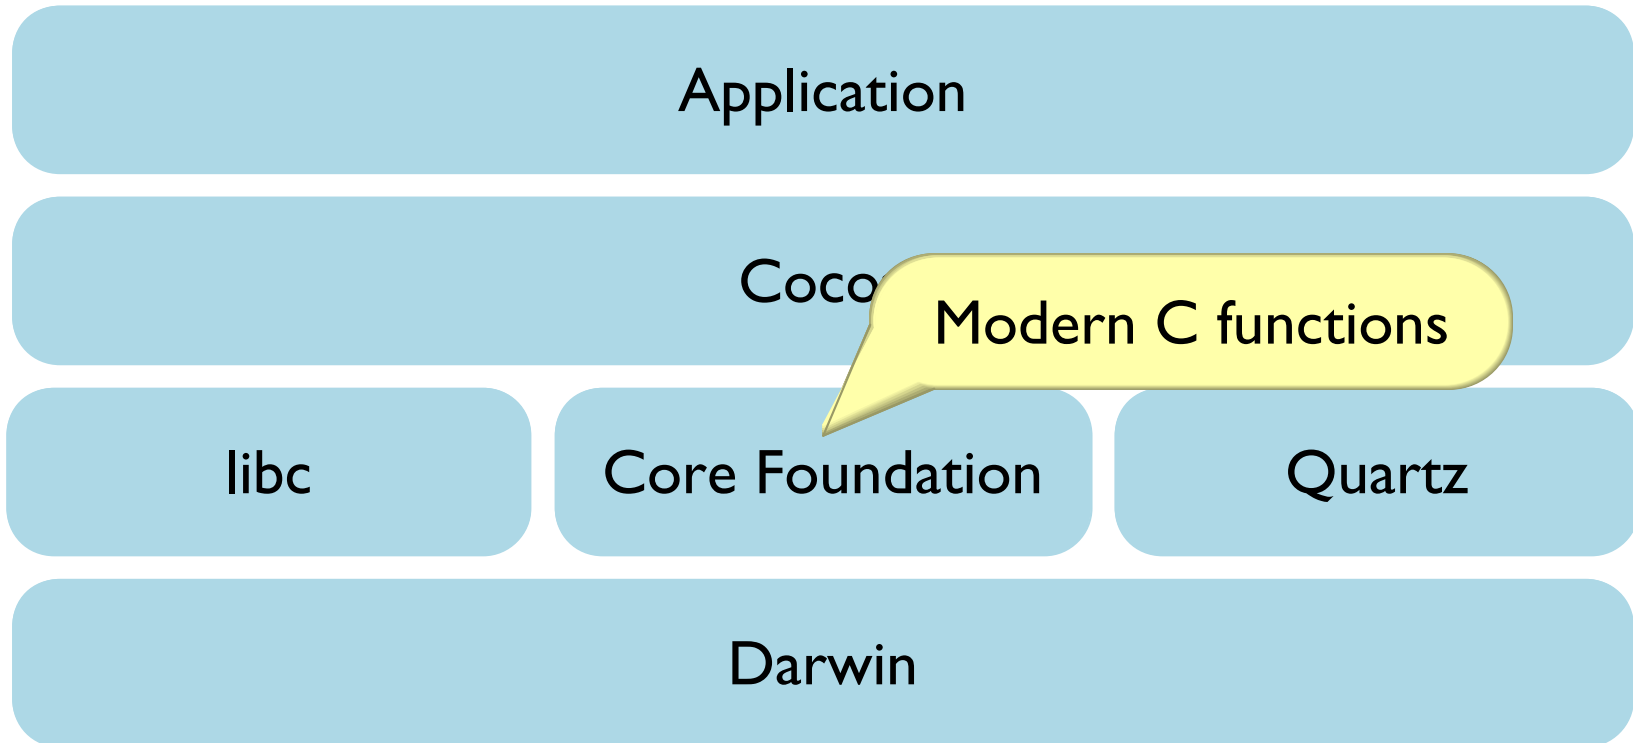 Application
Coco
Modern C functions
libc
Core Foundation
Quartz
Darwin